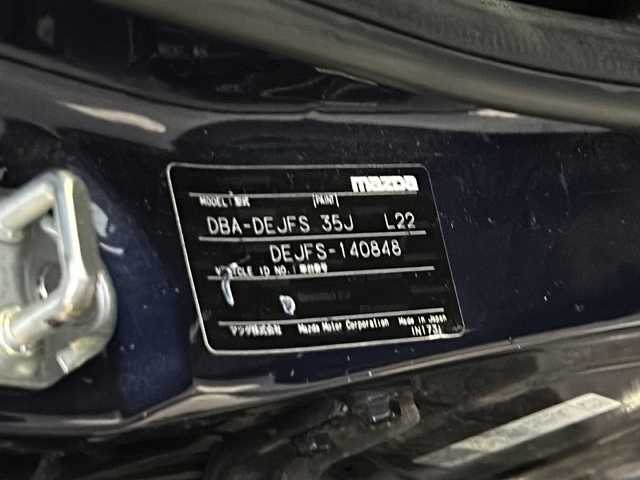 mazda
MODEL(型式) [PAINT]
DBA-DEJFS 35J L22
DEJFS-140848
VEHICLE ID NO. (車台番号)
マツダ株式会社 Mazda Motor Corporation Made in Japan
(N173)